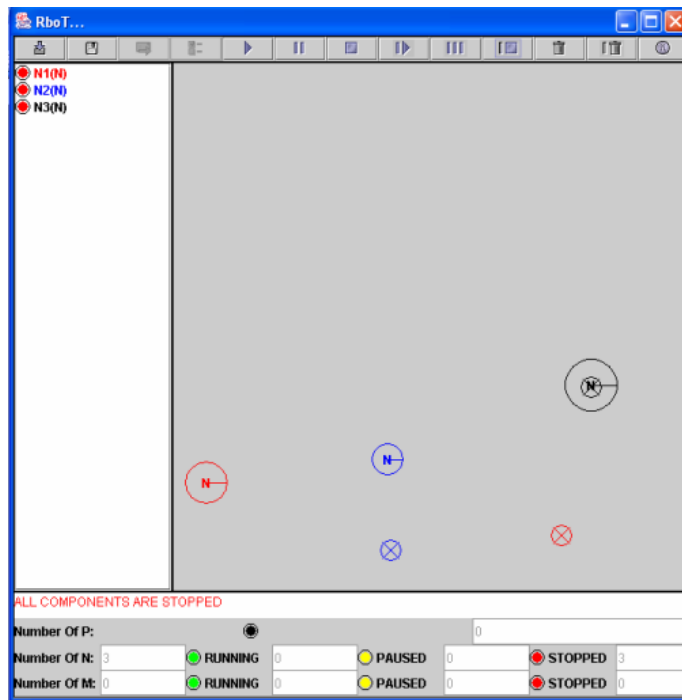 RboT...
N1(N)
N2(N)
N3(N)
N
N
N
ALL COMPONENTS ARE STOPPED
Number Of P: 0
Number Of N: 3 RUNNING 0 PAUSED 0 STOPPED 3
Number Of M: 0 RUNNING 0 PAUSED 0 STOPPED 0